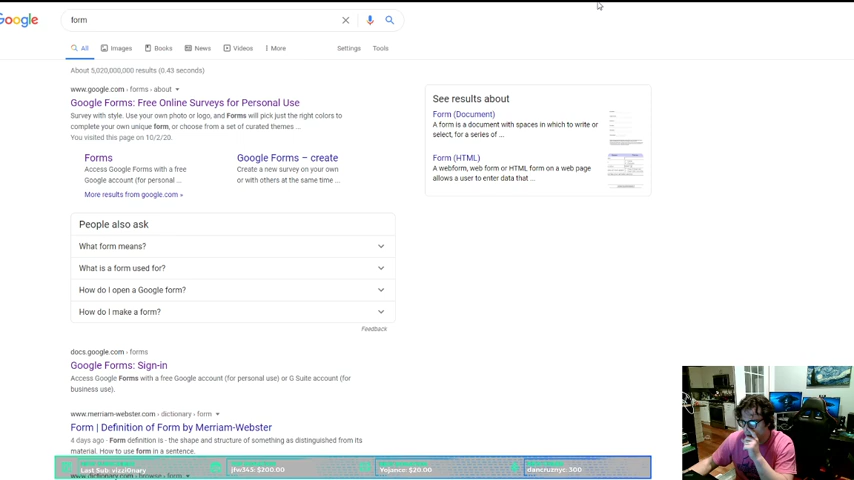 Google
form
All
Images
Books
News
Videos
More
Settings
Tools
About 5,020,000,000 results (0.43 seconds)
www.google.com › forms › about
Google Forms: Free Online Surveys for Personal Use
Survey with style. Use your own photo or logo, and Forms will pick just the right colors to
complete your own unique form, or choose from a set of curated themes ...
You visited this page on 10/2/20.
Forms
Access Google Forms with a free
Google account (for personal ...
Google Forms – create
Create a new survey on your own
or with others at the same time ...
More results from google.com »
See results about
Form (Document)
A form is a document with spaces in which to write or
select, for a series of ...
Form (HTML)
A webform, web form or HTML form on a web page
allows a user to enter data that ...
People also ask
What form means?
What is a form used for?
How do I open a Google form?
How do I make a form?
Feedback
docs.google.com › forms
Google Forms: Sign-in
Access Google Forms with a free Google account (for personal use) or G Suite account (for
business use).
www.merriam-webster.com › dictionary › form
Form | Definition of Form by Merriam-Webster
4 days ago - Form definition is - the shape and structure of something as distinguished from its
material. How to use form in a sentence.
Last Sub: vizzionary
jfw343: $200.00
Yojance: $20.00
dancruznyc: 300
www.dictionary.com › browse › form